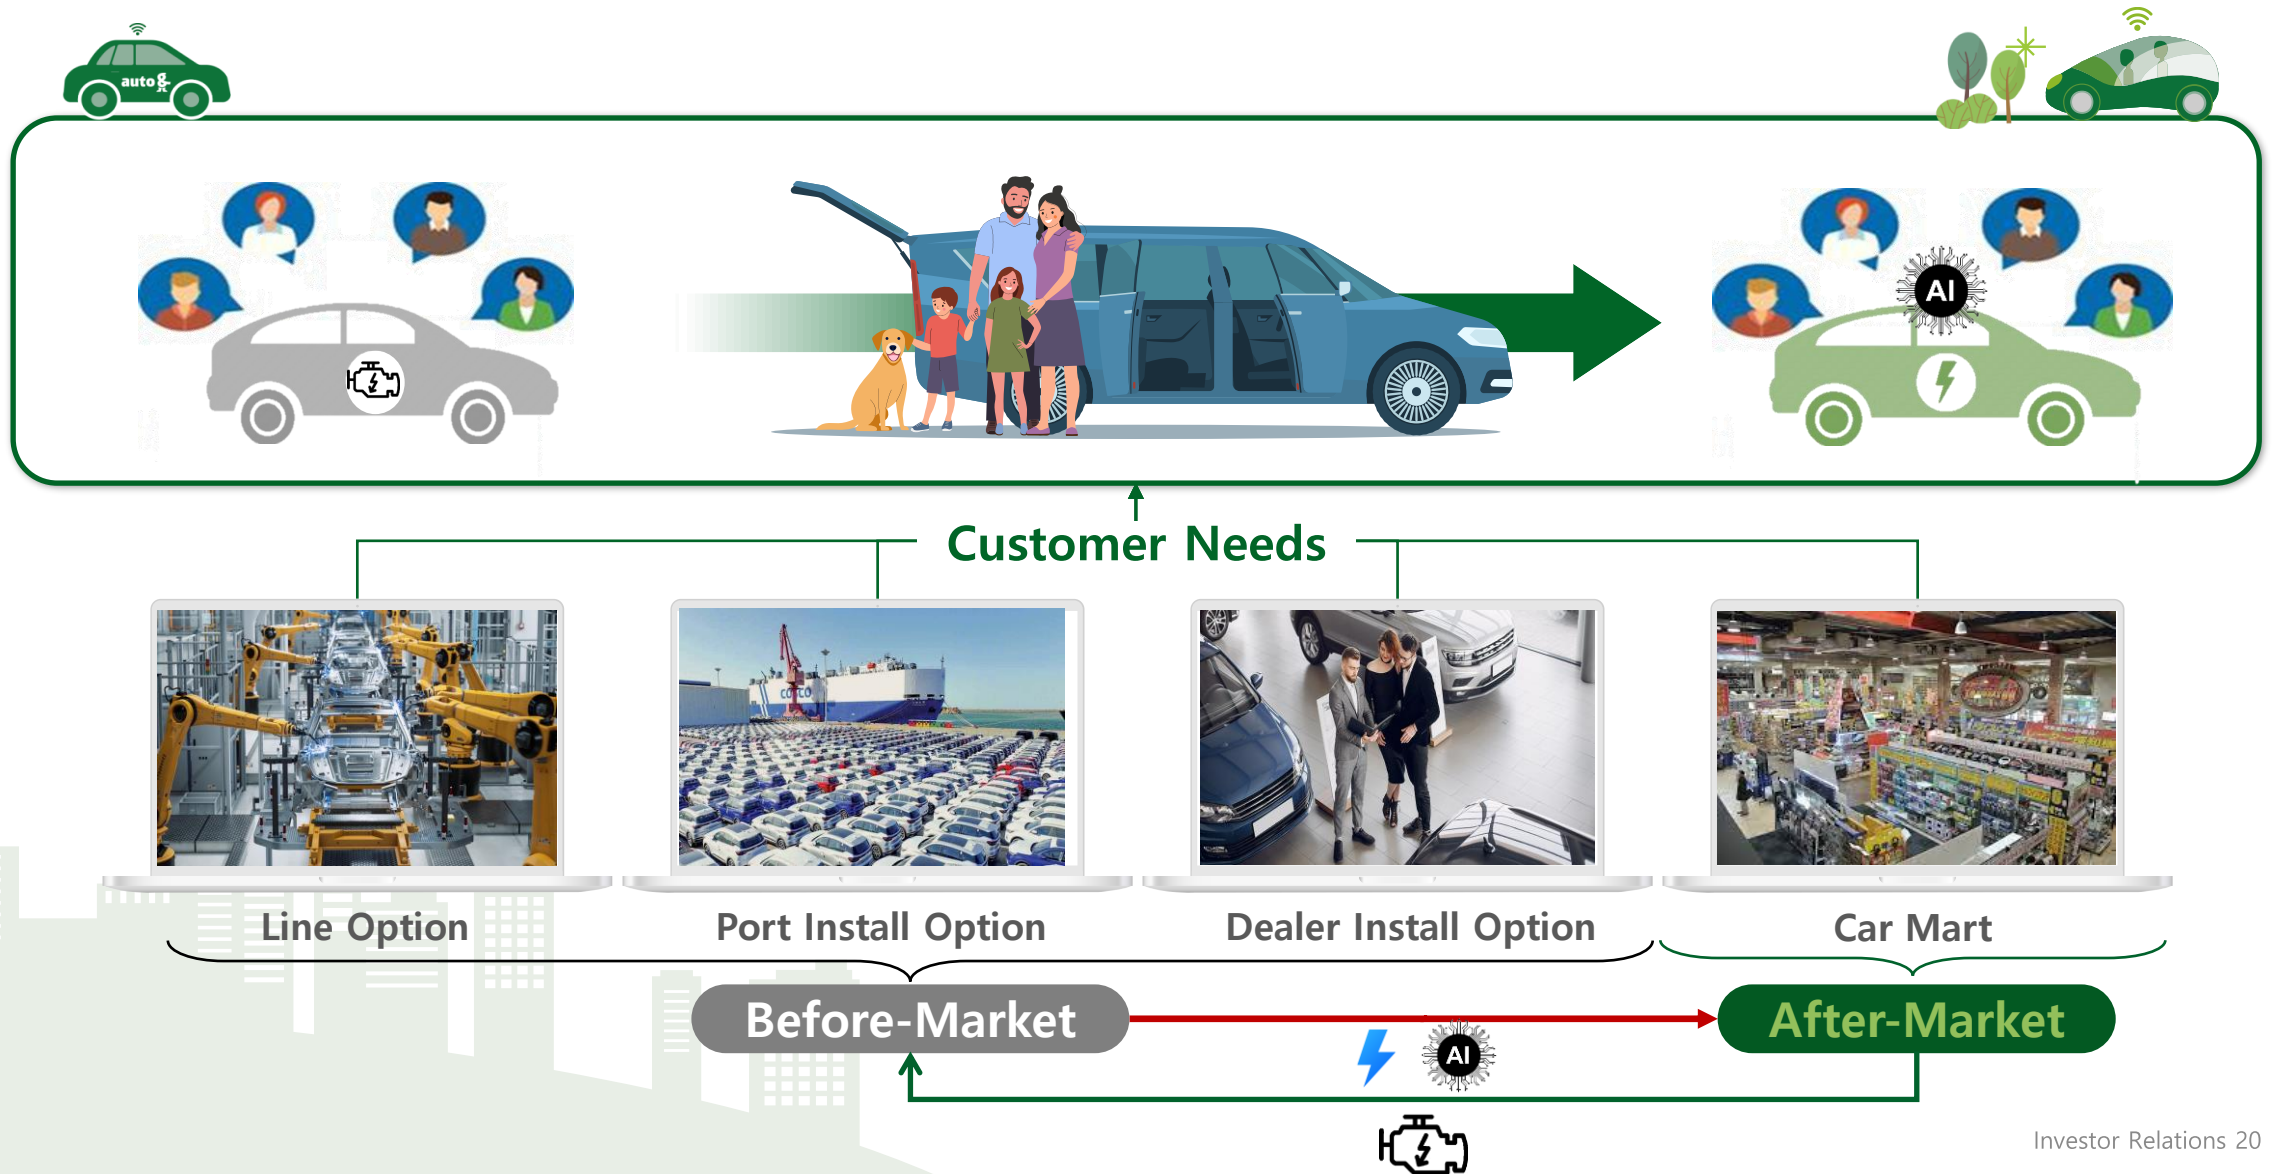 auto g
AI
Customer Needs
COSCO
Line Option
Port Install Option
Dealer Install Option
Car Mart
Before-Market
After-Market
AI
Investor Relations 20